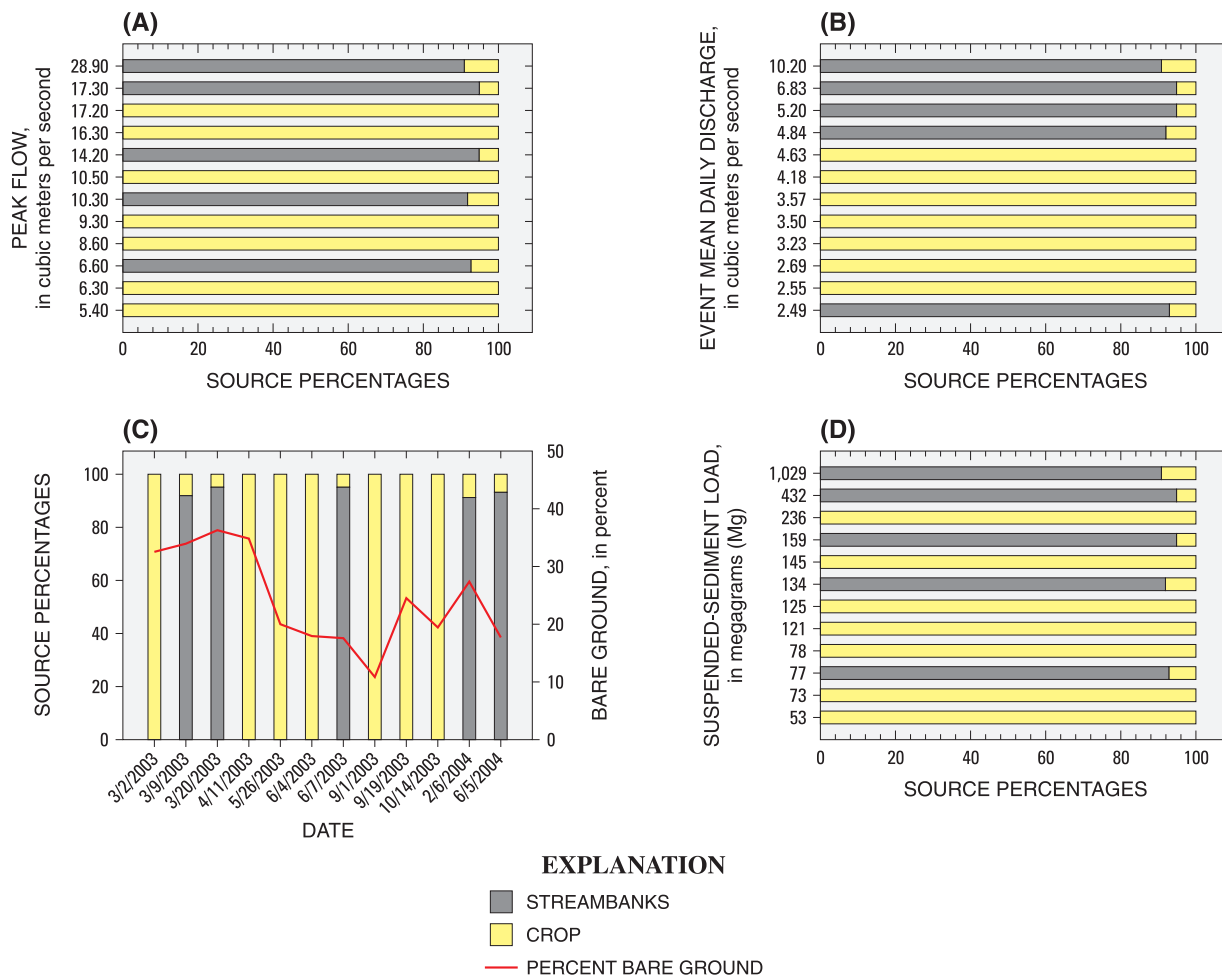 (A)
PEAK FLOW,
in cubic meters per second
28.90
17.30
17.20
16.30
14.20
10.50
10.30
9.30
8.60
6.60
6.30
5.40
0 20 40 60 80 100
SOURCE PERCENTAGES
(B)
EVENT MEAN DAILY DISCHARGE,
in cubic meters per second
10.20
6.83
5.20
4.84
4.63
4.18
3.57
3.50
3.23
2.69
2.55
2.49
0 20 40 60 80 100
SOURCE PERCENTAGES
(C)
SOURCE PERCENTAGES
100
80
60
40
20
0
50
40
30
20
10
0
BARE GROUND, in percent
3/2/2003
3/9/2003
3/20/2003
4/11/2003
5/26/2003
6/4/2003
6/7/2003
9/1/2003
9/19/2003
10/14/2003
2/6/2004
6/5/2004
DATE
(D)
SUSPENDED-SEDIMENT LOAD,
in megagrams (Mg)
1,029
432
236
159
145
134
125
121
78
77
73
53
0 20 40 60 80 100
SOURCE PERCENTAGES
EXPLANATION
STREAMBANKS
CROP
PERCENT BARE GROUND